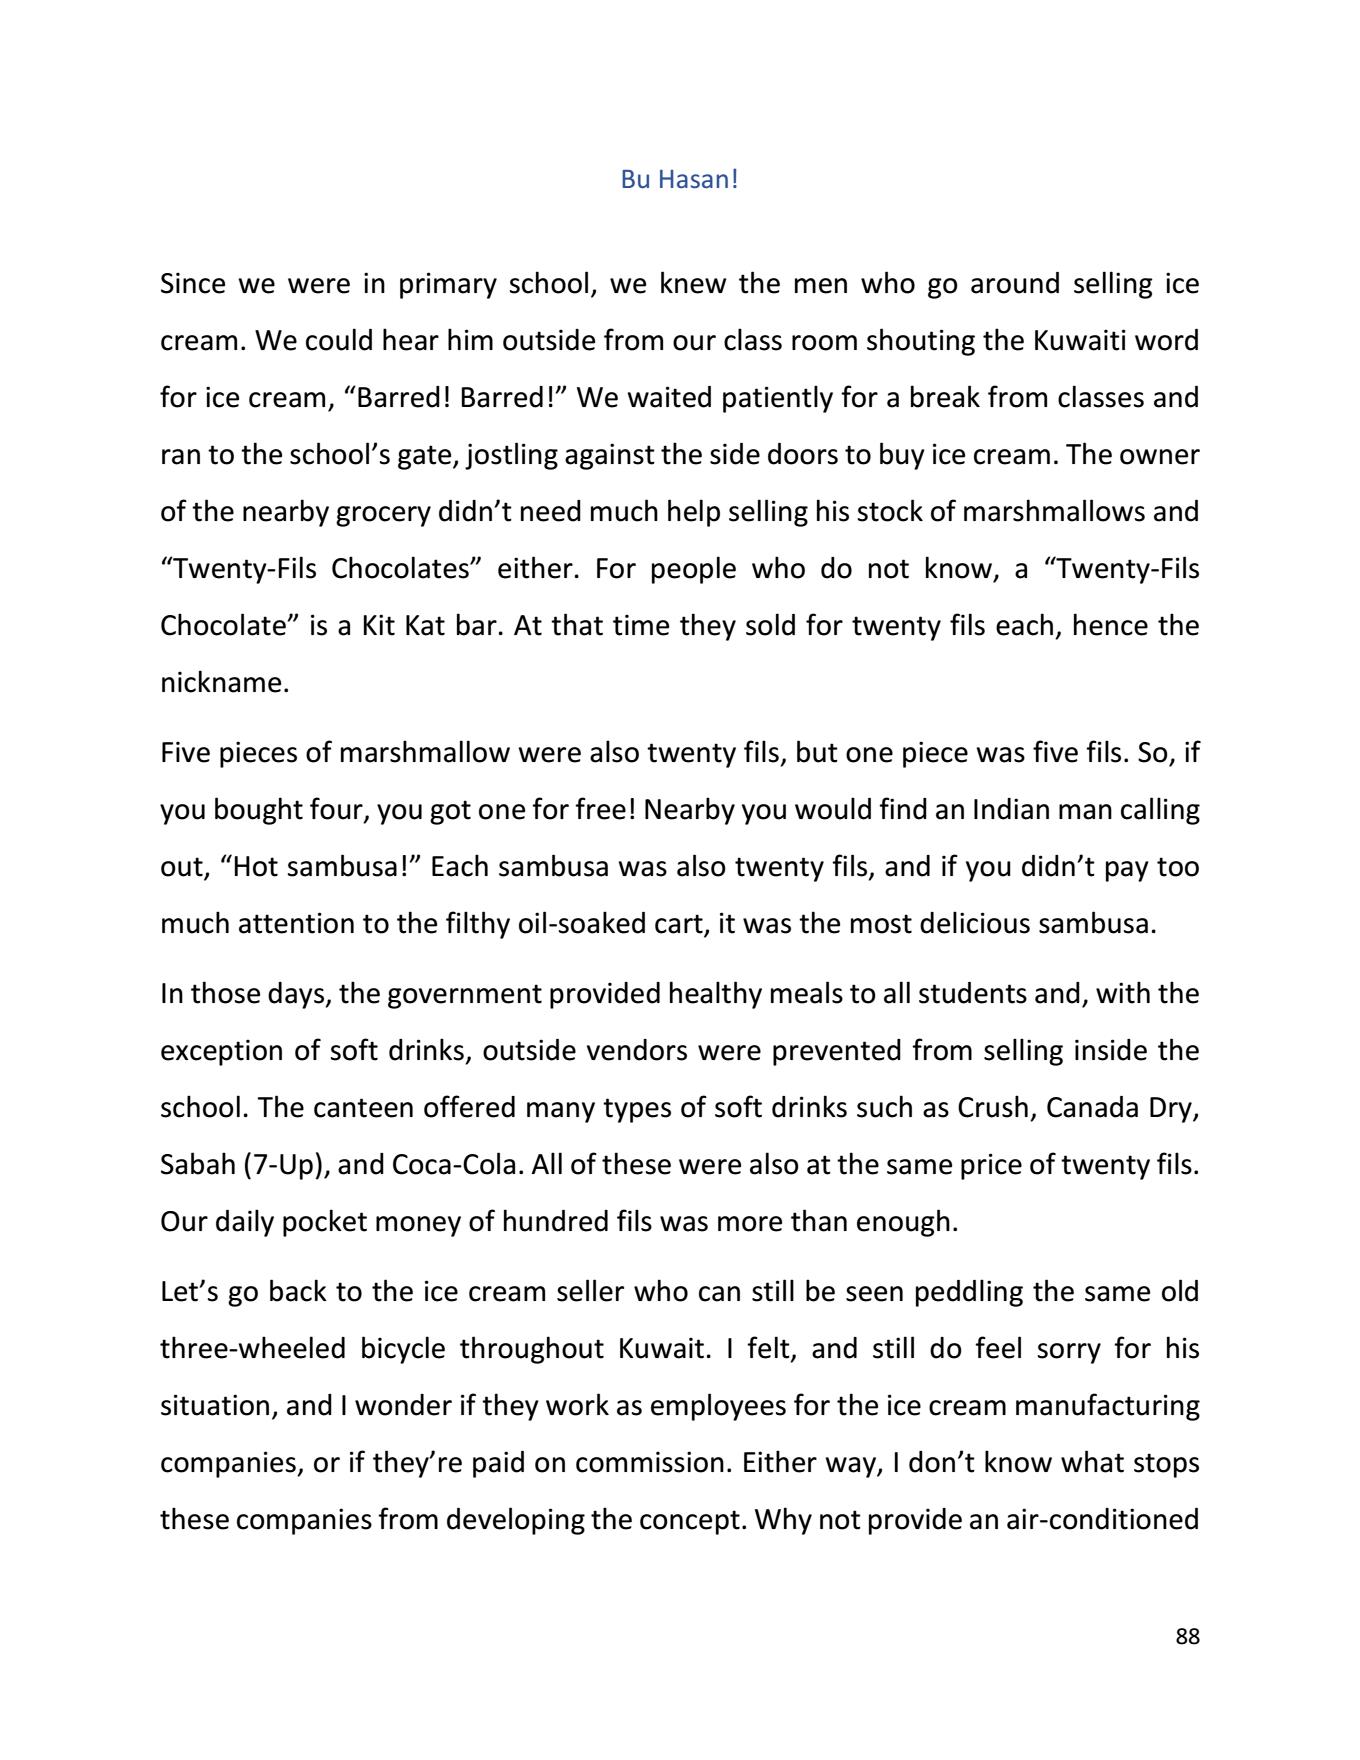 Bu Hasan!
Since we were in primary school, we knew the men who go around selling ice
cream. We could hear him outside from our class room shouting the Kuwaiti word
for ice cream, “Barred! Barred!” We waited patiently for a break from classes and
ran to the school’s gate, jostling against the side doors to buy ice cream. The owner
of the nearby grocery didn’t need much help selling his stock of marshmallows and
“Twenty-Fils Chocolates” either. For people who do not know, a “Twenty-Fils
Chocolate” is a Kit Kat bar. At that time they sold for twenty fils each, hence the
nickname.
Five pieces of marshmallow were also twenty fils, but one piece was five fils. So, if
you bought four, you got one for free! Nearby you would find an Indian man calling
out, “Hot sambusa!” Each sambusa was also twenty fils, and if you didn’t pay too
much attention to the filthy oil-soaked cart, it was the most delicious sambusa.
In those days, the government provided healthy meals to all students and, with the
exception of soft drinks, outside vendors were prevented from selling inside the
school. The canteen offered many types of soft drinks such as Crush, Canada Dry,
Sabah (7-Up), and Coca-Cola. All of these were also at the same price of twenty fils.
Our daily pocket money of hundred fils was more than enough.
Let’s go back to the ice cream seller who can still be seen peddling the same old
three-wheeled bicycle throughout Kuwait. I felt, and still do feel sorry for his
situation, and I wonder if they work as employees for the ice cream manufacturing
companies, or if they’re paid on commission. Either way, I don’t know what stops
these companies from developing the concept. Why not provide an air-conditioned
88